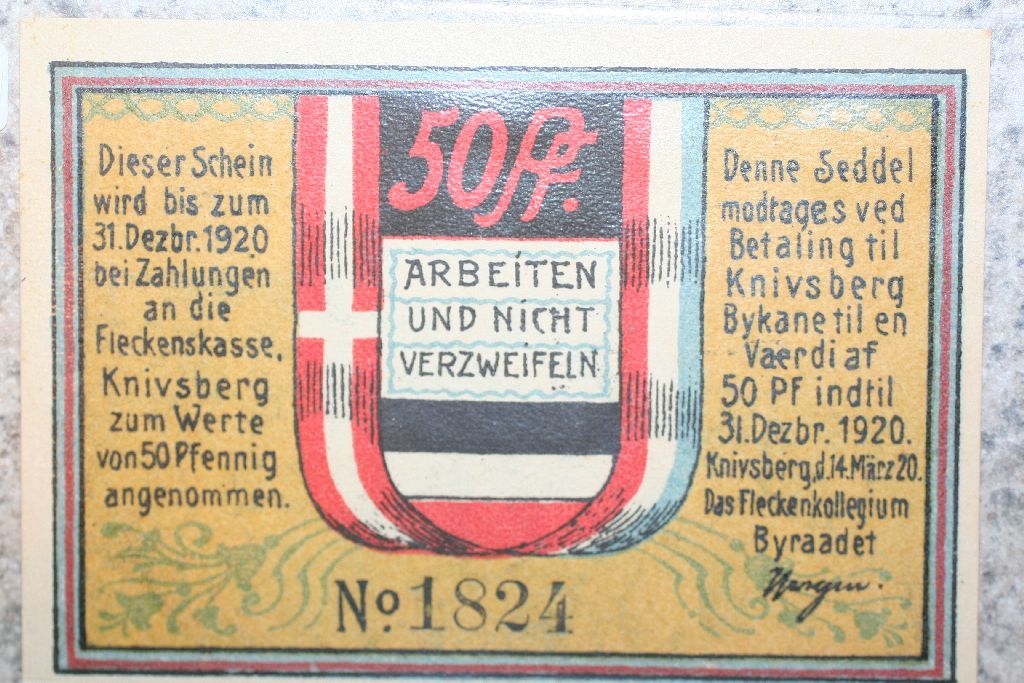 Dieser Schein
wird bis zum
31. Dezbr. 1920
bei Zahlungen
an die
Fleckenskasse,
Knivsberg
zum Werte
von 50 Pfennig
angenommen.
50 Pf.
ARBEITEN
UND NICHT
VERZWEIFELN
Denne Seddel
modtages ved
Betaling til
Knivsberg
Bykane til en
Vaerdi af
50 PF indtil
31. Dezbr. 1920.
Knivsberg, d. 14. März 20.
Das Fleckenkollegium
Byraadet
No. 1824